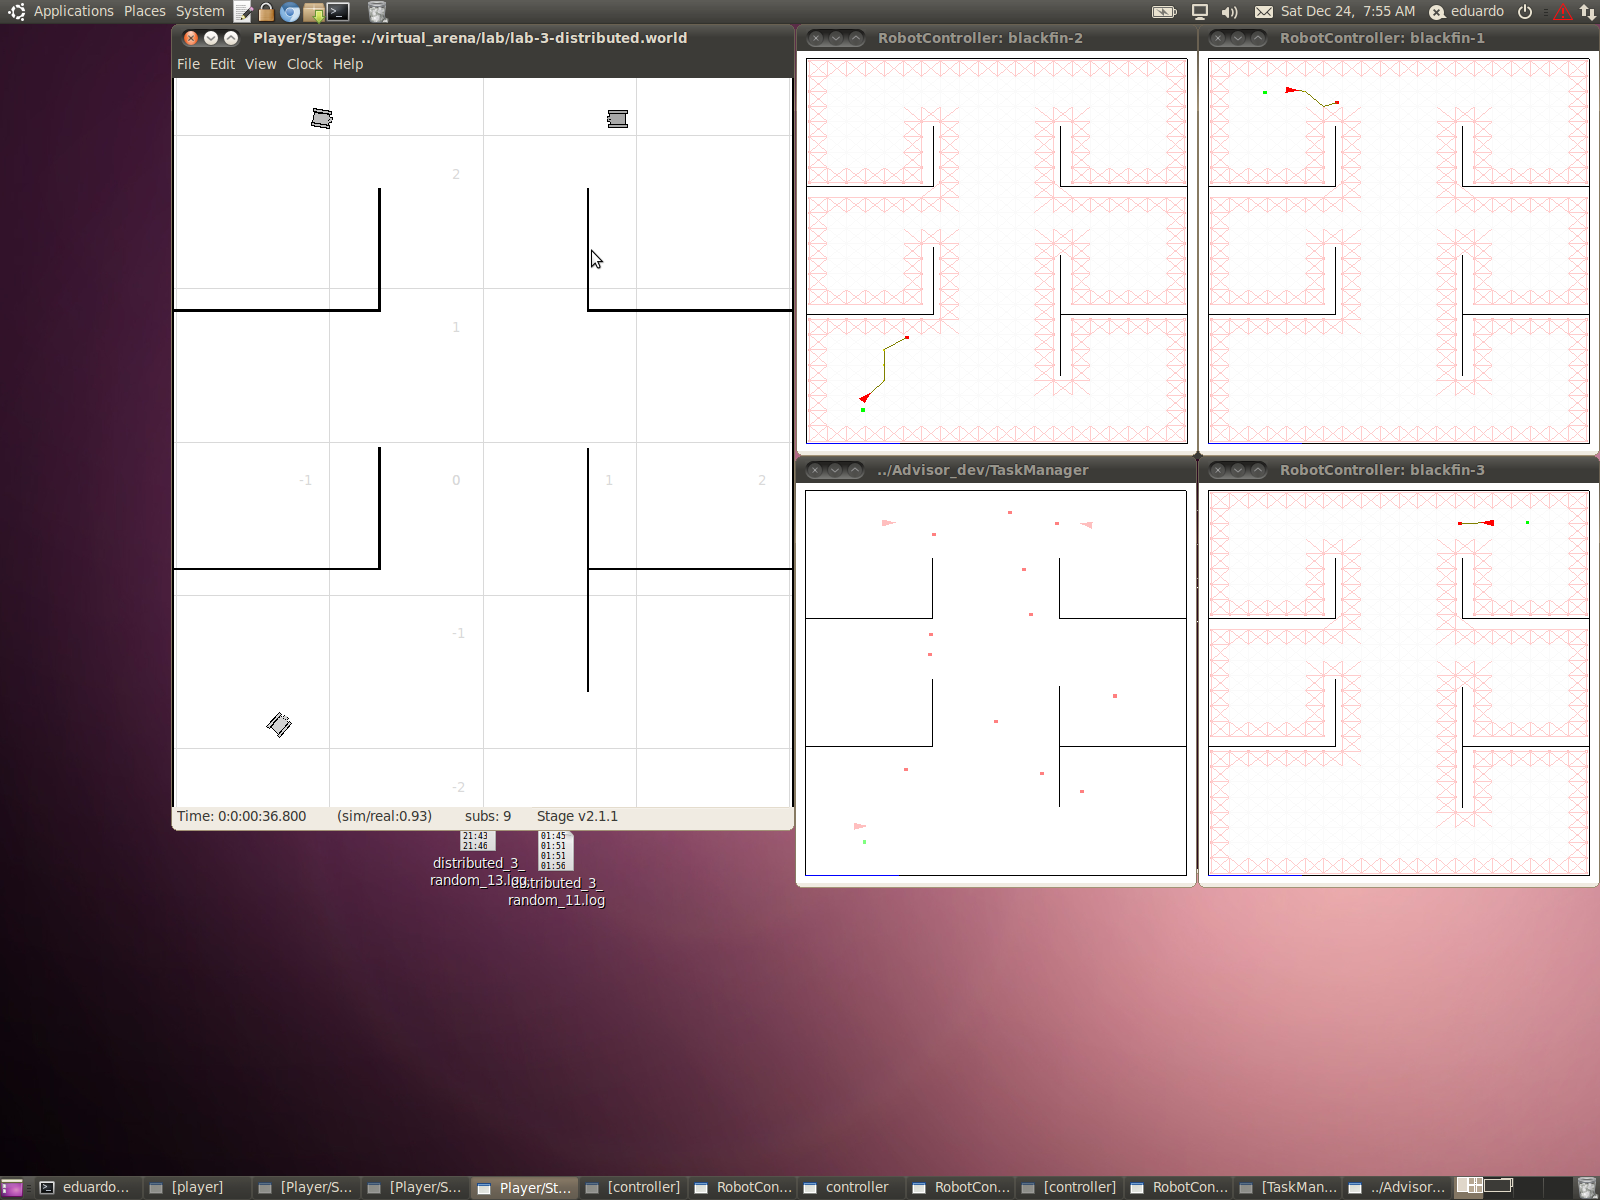 Applications Places System
Sat Dec 24, 7:55 AM
eduardo
Player/Stage: ../virtual_arena/lab/lab-3-distributed.world
File Edit View Clock Help
2
1
-1 0 1 2
-1
-2
Time: 0:0:00:36.800 (sim/real:0.93) subs: 9 Stage v2.1.1
RobotController: blackfin-2
RobotController: blackfin-1
../Advisor_dev/TaskManager
RobotController: blackfin-3
21:43
21:46
distributed_3_
random_13.log
01:45
01:51
01:51
01:56
distributed_3_
random_11.log
eduardo...
[player]
[Player/S...
[Player/S...
Player/St...
[controller]
RobotCon...
controller
RobotCon...
[controller]
RobotCon...
[TaskMan...
../Advisor...